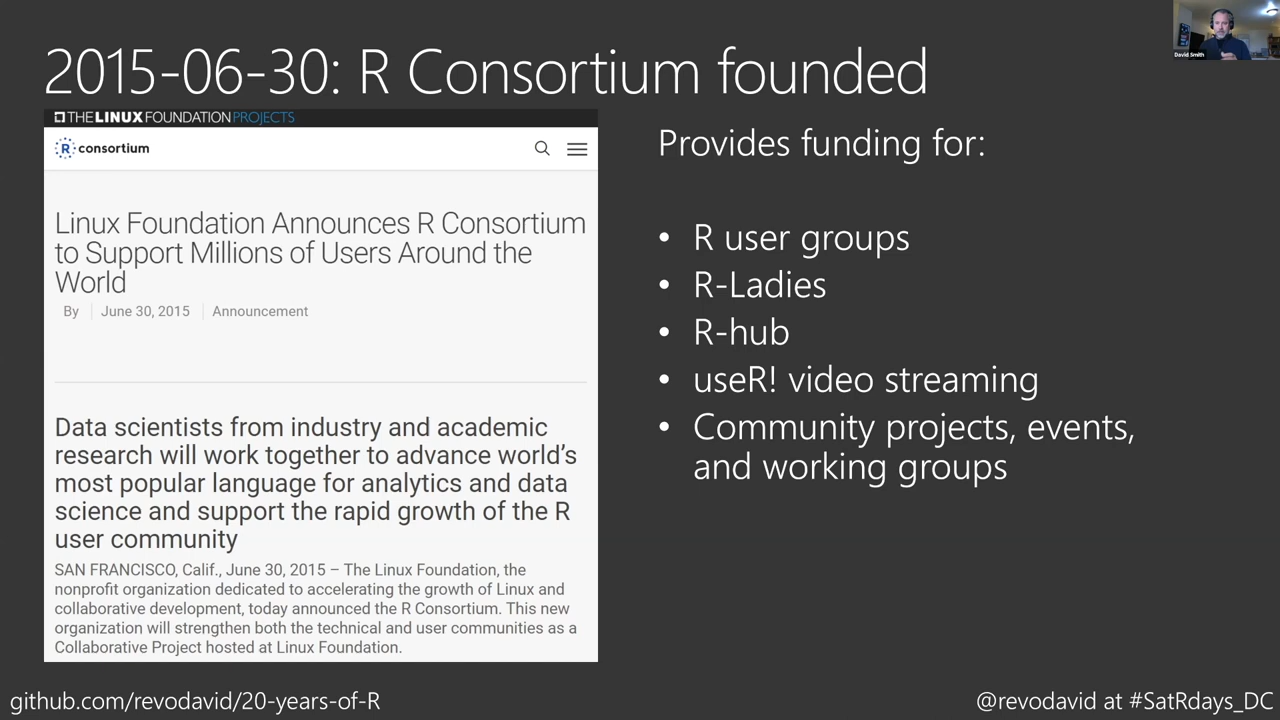 2015-06-30: R Consortium founded
David Smith
THE LINUX FOUNDATION PROJECTS
R consortium
Linux Foundation Announces R Consortium
to Support Millions of Users Around the
World
By June 30, 2015 Announcement
Data scientists from industry and academic
research will work together to advance world’s
most popular language for analytics and data
science and support the rapid growth of the R
user community
SAN FRANCISCO, Calif., June 30, 2015 – The Linux Foundation, the
nonprofit organization dedicated to accelerating the growth of Linux and
collaborative development, today announced the R Consortium. This new
organization will strengthen both the technical and user communities as a
Collaborative Project hosted at Linux Foundation.
Provides funding for:
• R user groups
• R-Ladies
• R-hub
• useR! video streaming
• Community projects, events,
and working groups
github.com/revodavid/20-years-of-R
@revodavid at #SatRdays_DC